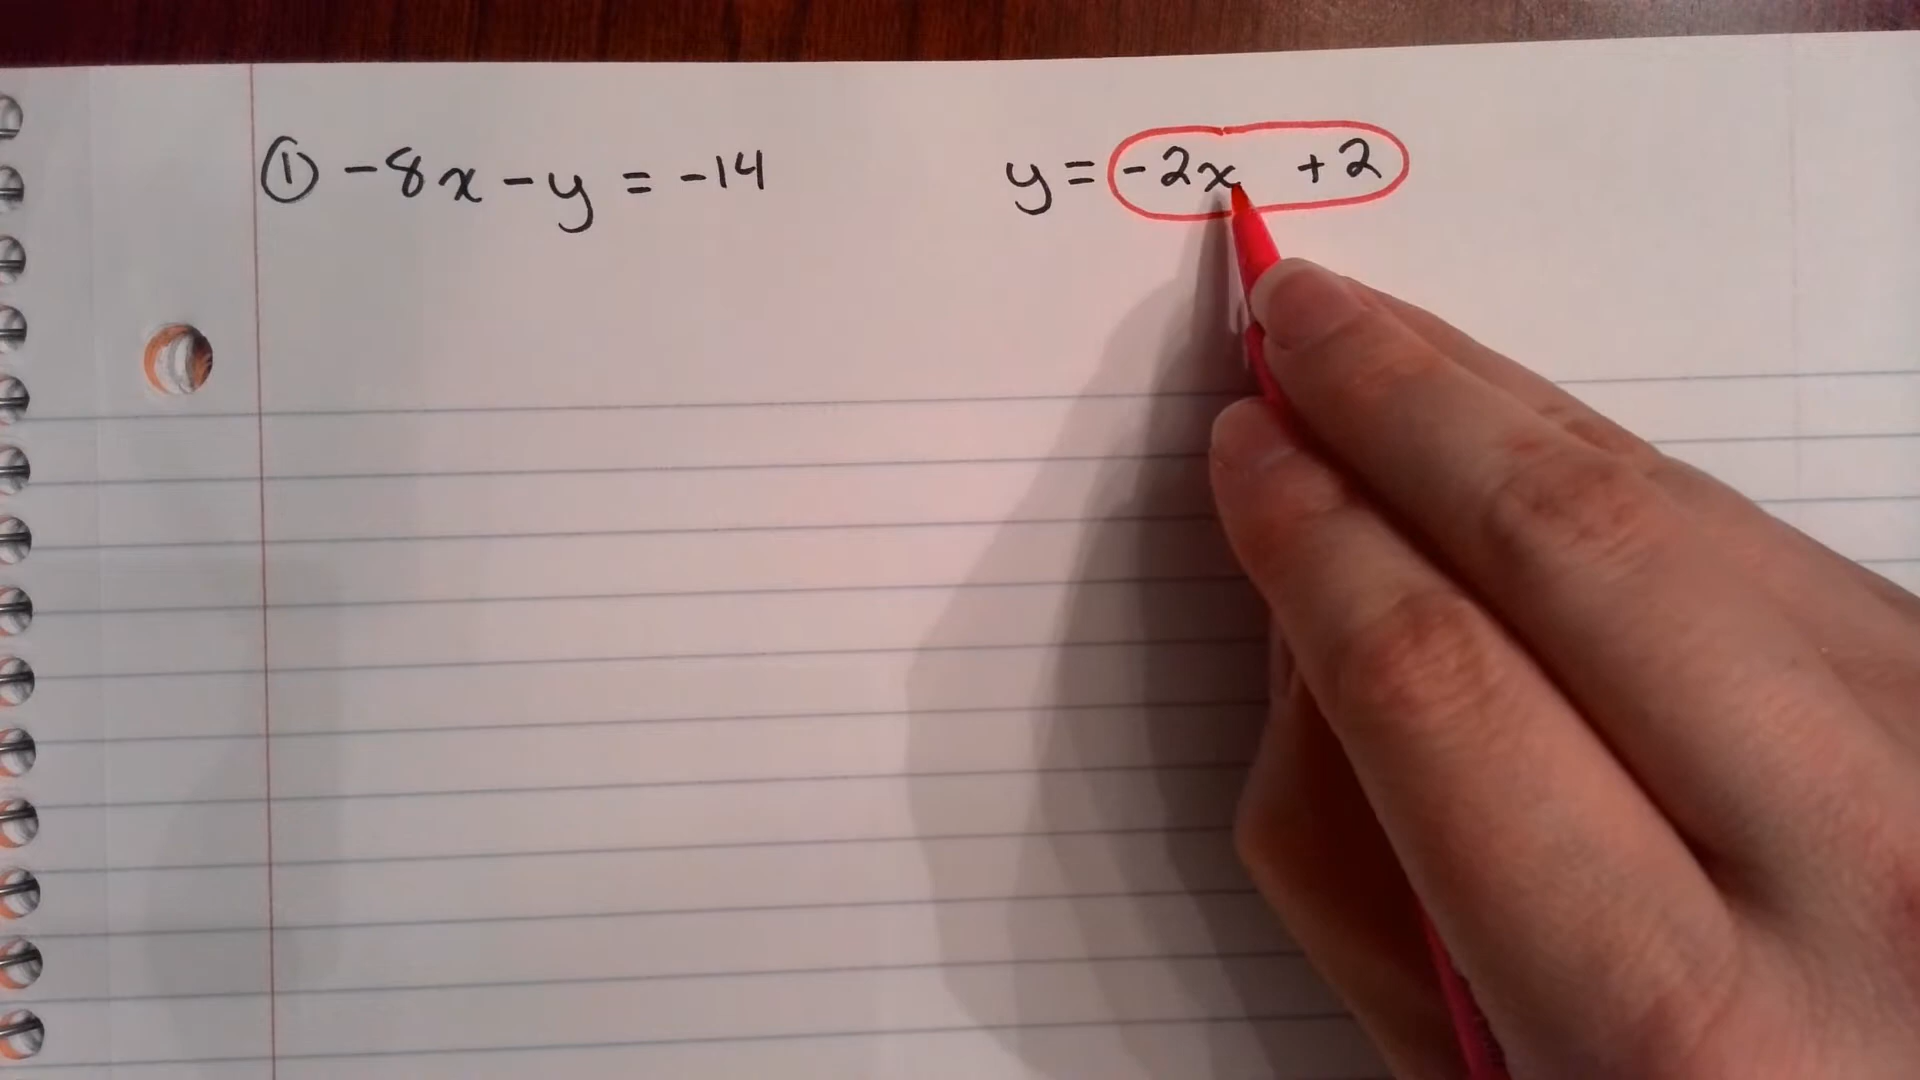 ① -8x - y = -14 y = -2x +2